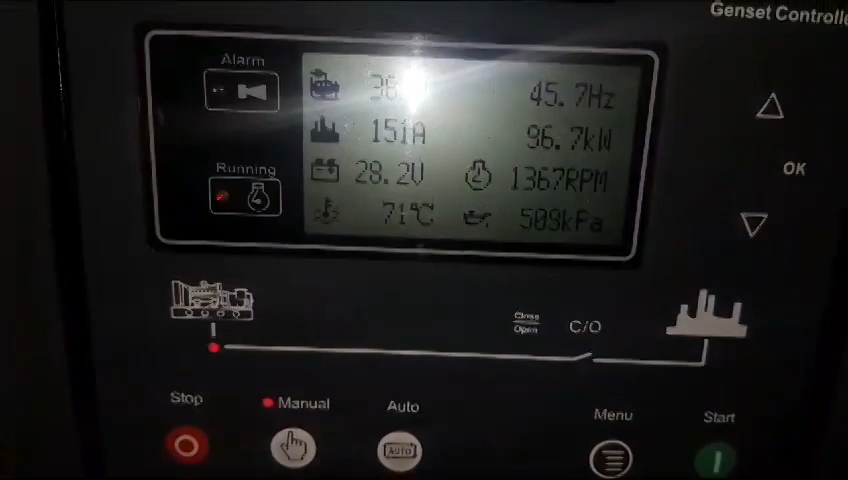 Genset Controlle
Alarm
45.7Hz
151A 96.7kW
Running
28.2V 1367RPM
71℃ 509kPa
Close
Open
C/O
Stop
Manual
Auto
AUTO
Menu
Start
OK